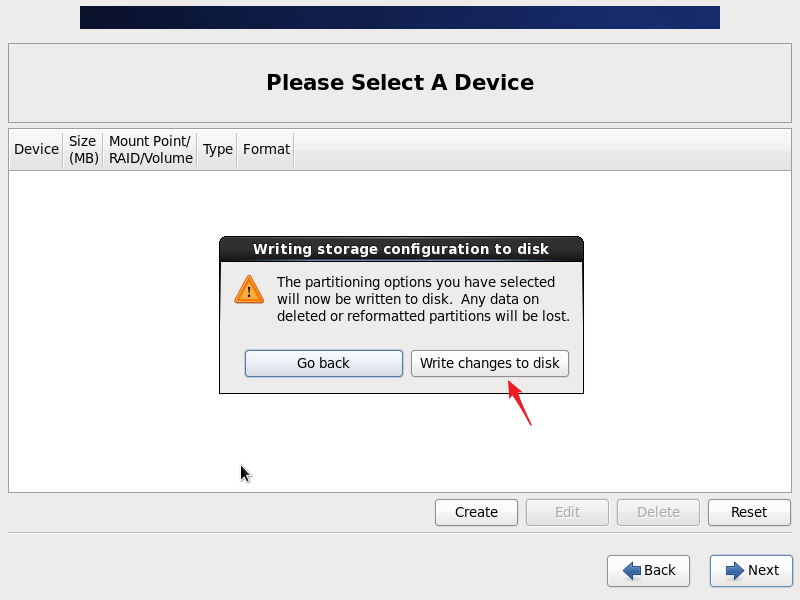 Please Select A Device
Device
Size
(MB)
Mount Point/
RAID/Volume
Type
Format
Writing storage configuration to disk
The partitioning options you have selected
will now be written to disk.  Any data on
deleted or reformatted partitions will be lost.
Go back
Write changes to disk
Create
Edit
Delete
Reset
Back
Next